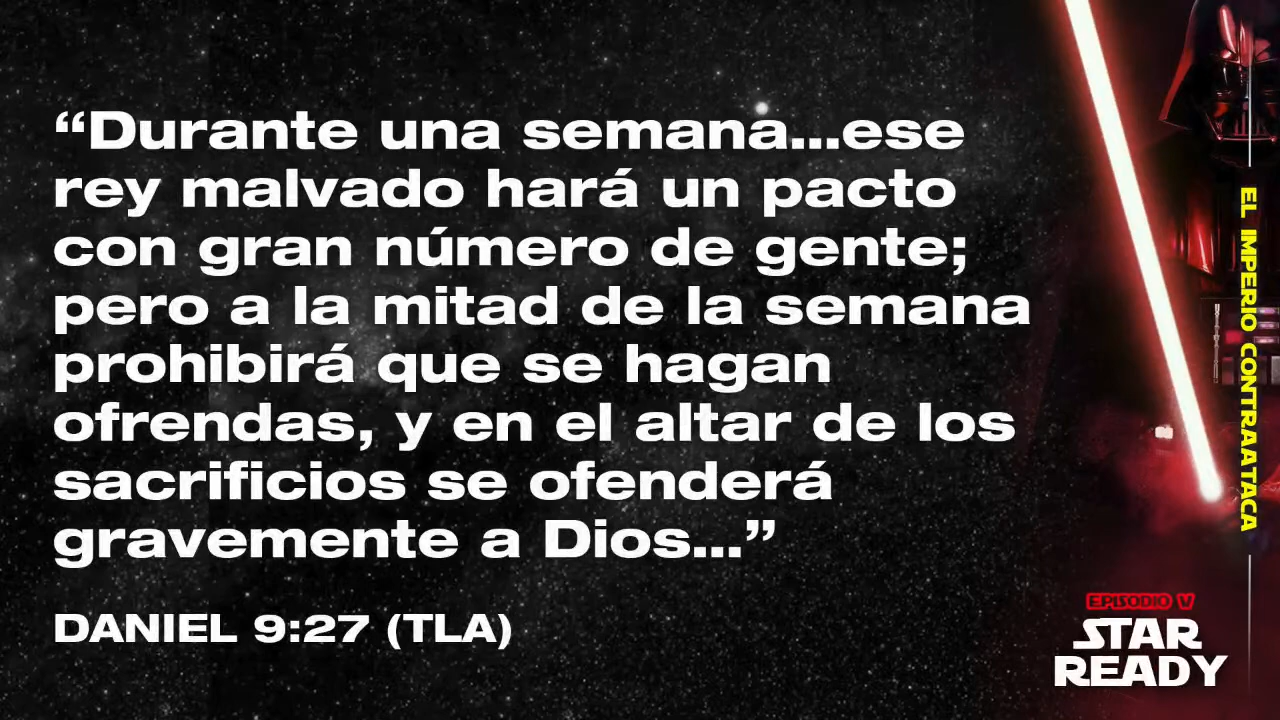 “Durante una semana...ese
rey malvado hará un pacto
con gran número de gente;
pero a la mitad de la semana
prohibirá que se hagan
ofrendas, y en el altar de los
sacrificios se ofenderá
gravemente a Dios...”
DANIEL 9:27 (TLA)
EL IMPERIO CONTRAATACA
EPISODIO V
STAR
READY